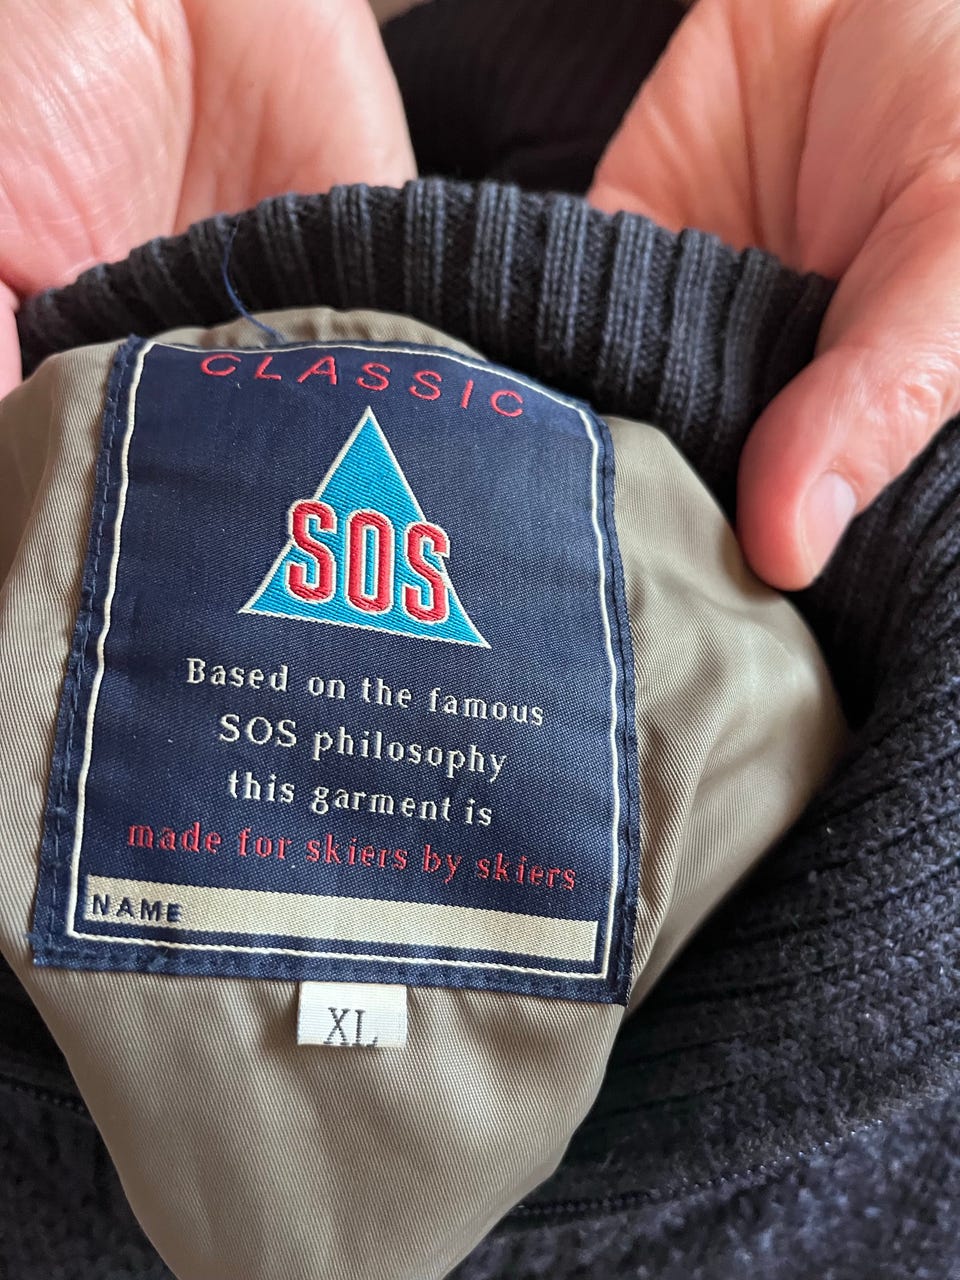 CLASSIC
SOS
Based on the famous
SOS philosophy
this garment is
made for skiers by skiers
NAME
XL